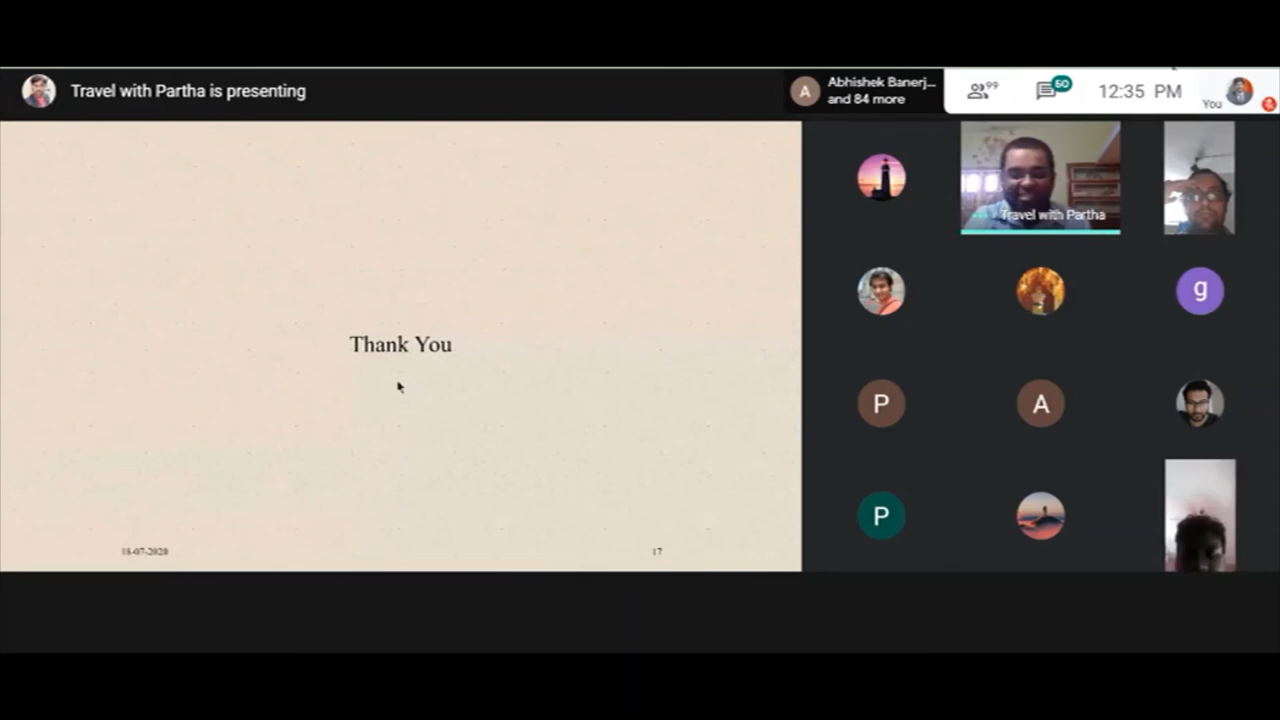 Travel with Partha is presenting
A
Abhishek Banerj...
and 84 more
99
50
12:35 PM
You
Travel with Partha
g
Thank You
P
A
P
18-07-2020
17